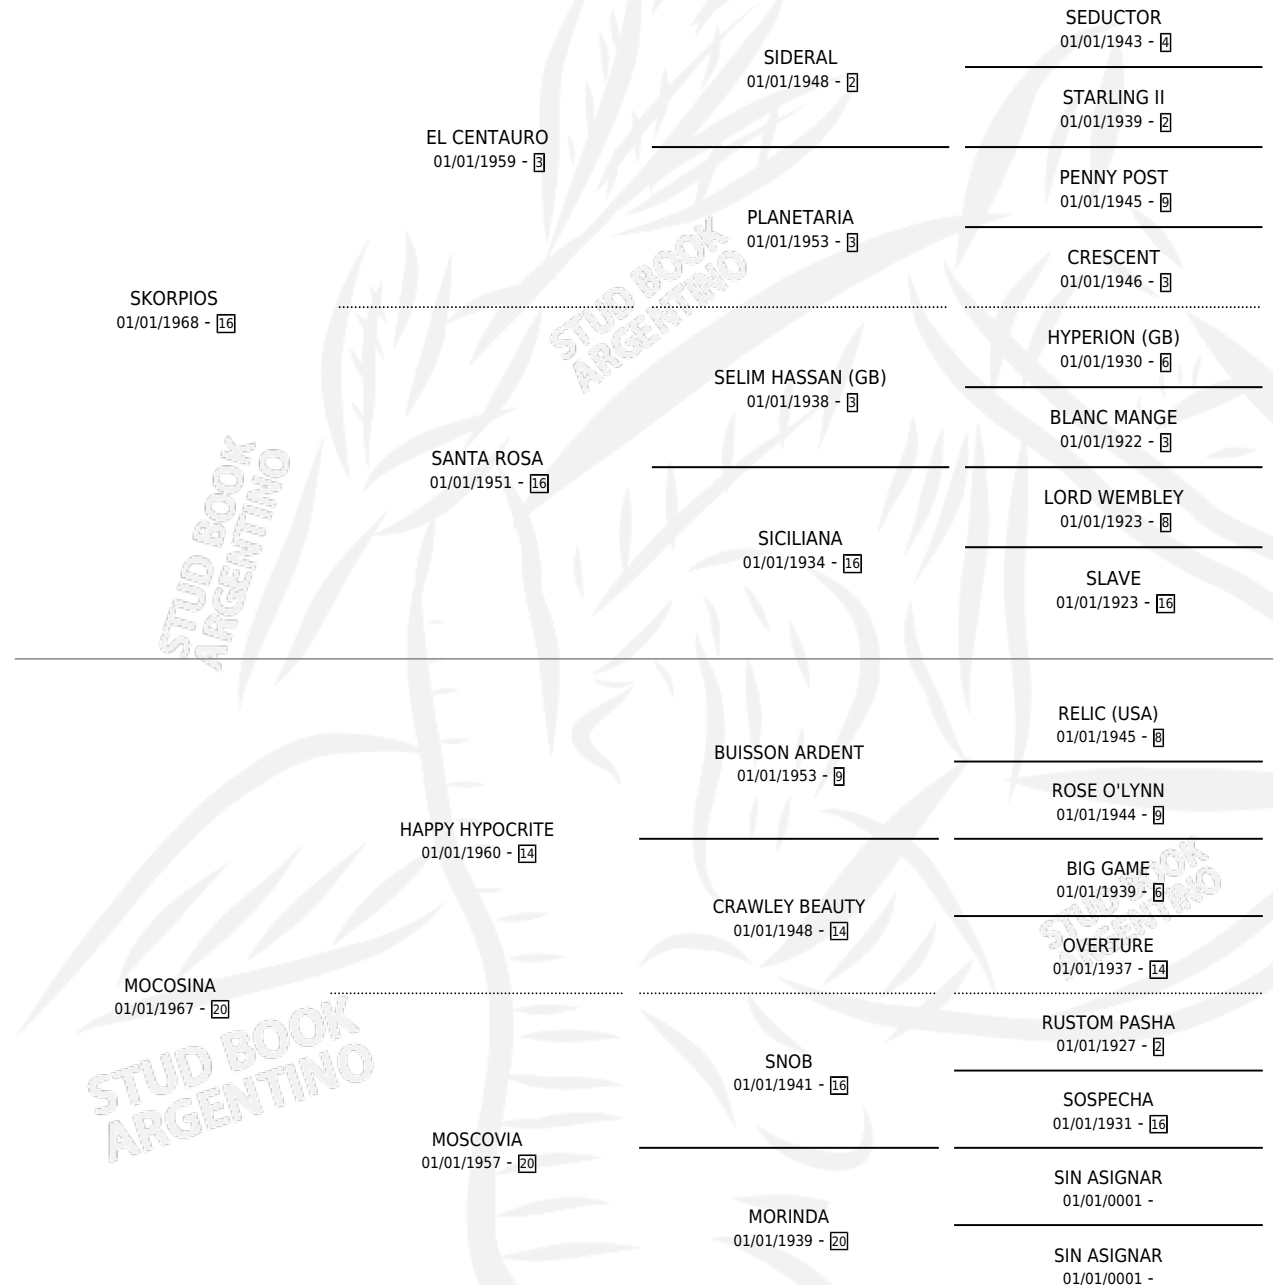 SEDUCTOR
01/01/1943 - 4
SIDERAL
01/01/1948 - 2
STARLING II
01/01/1939 - 2
EL CENTAURO
01/01/1959 - 3
PENNY POST
01/01/1945 - 9
PLANETARIA
01/01/1953 - 3
CRESCENT
01/01/1946 - 3
SKORPIOS
01/01/1968 - 16
HYPERION (GB)
01/01/1930 - 6
SELIM HASSAN (GB)
01/01/1938 - 3
BLANC MANGE
01/01/1922 - 3
SANTA ROSA
01/01/1951 - 16
LORD WEMBLEY
01/01/1923 - 8
SICILIANA
01/01/1934 - 16
SLAVE
01/01/1923 - 16
STUD BOOK
ARGENTINO
STUD BOOK
ARGENTINO
RELIC (USA)
01/01/1945 - 8
BUISSON ARDENT
01/01/1953 - 9
ROSE O'LYNN
01/01/1944 - 9
HAPPY HYPOCRITE
01/01/1960 - 14
BIG GAME
01/01/1939 - 6
CRAWLEY BEAUTY
01/01/1948 - 14
OVERTURE
01/01/1937 - 14
MOCOSINA
01/01/1967 - 20
RUSTOM PASHA
01/01/1927 - 2
SNOB
01/01/1941 - 16
SOSPECHA
01/01/1931 - 16
MOSCOVIA
01/01/1957 - 20
SIN ASIGNAR
01/01/0001 -
MORINDA
01/01/1939 - 20
SIN ASIGNAR
01/01/0001 -
STUD BOOK
ARGENTINO
STUD BOOK
ARGENTINO